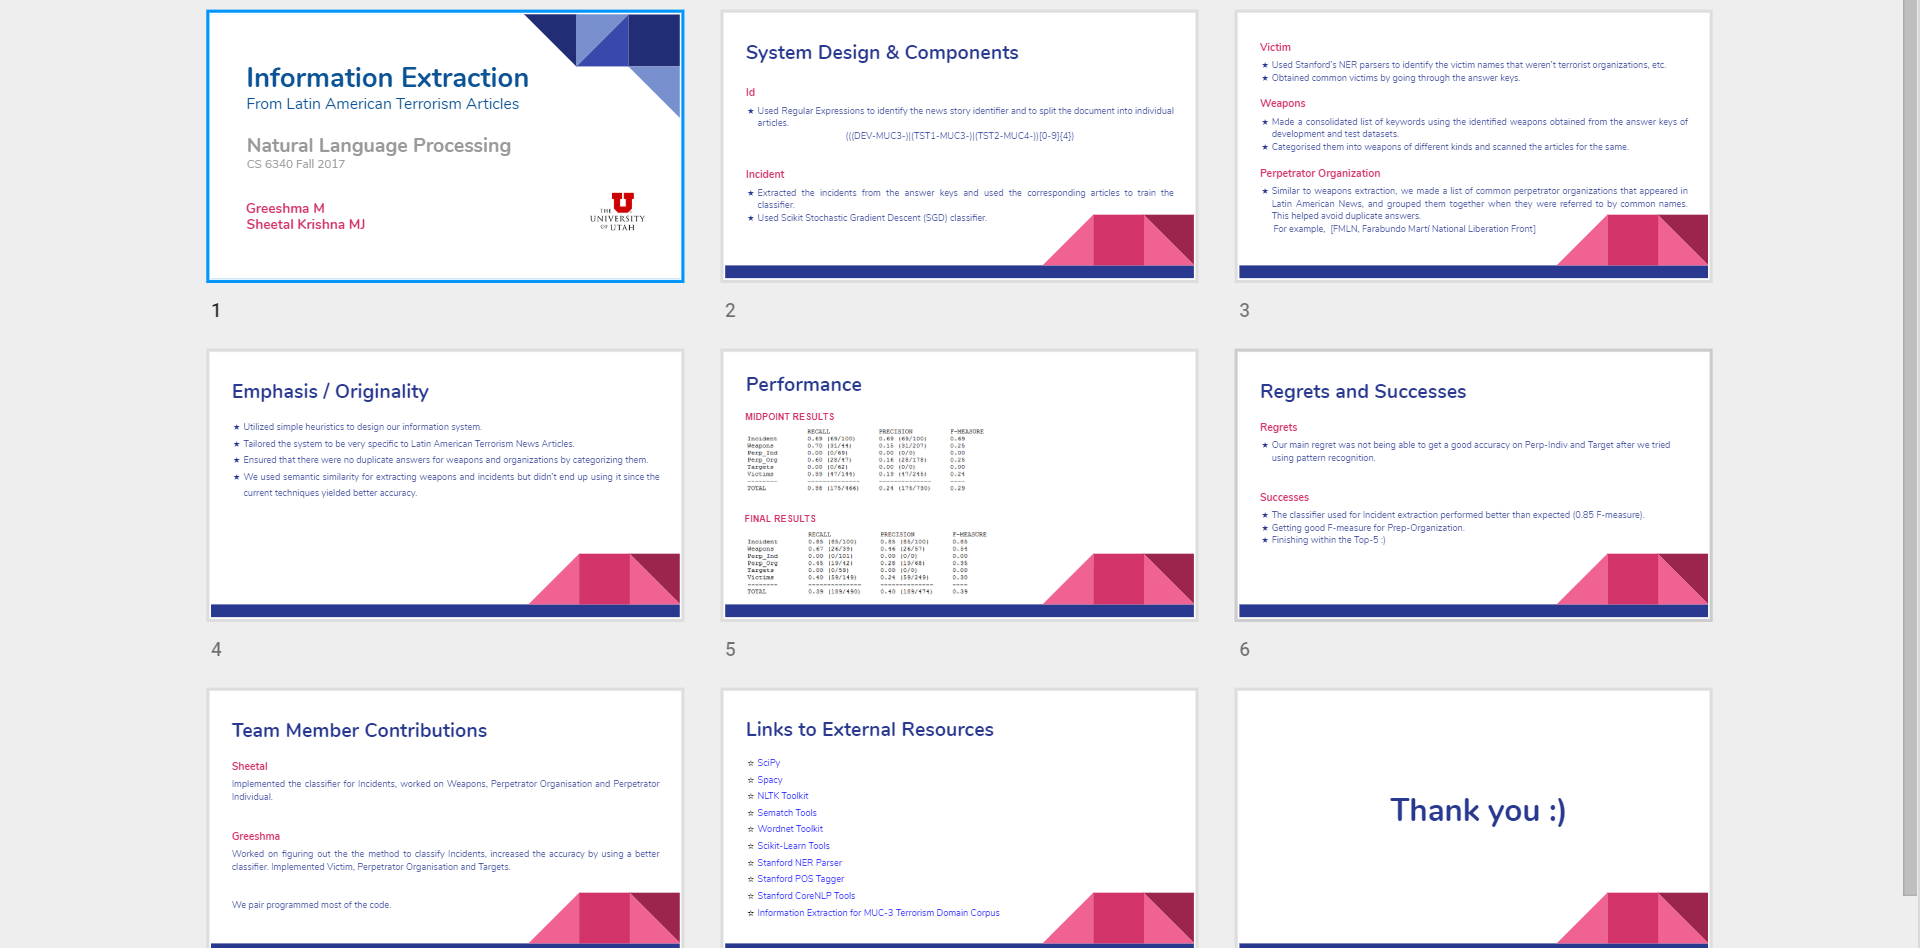 Information Extraction
From Latin American Terrorism Articles
Natural Language Processing
CS 6340 Fall 2017
Greeshma M
Sheetal Krishna MJ
THE
UNIVERSITY
OF UTAH
1
System Design & Components
Id
★ Used Regular Expressions to identify the news story identifier and to split the document into individual
articles.
(((DEV-MUC3-)|(TST1-MUC3-)|(TST2-MUC4-))[0-9]{4})
Incident
★ Extracted the incidents from the answer keys and used the corresponding articles to train the
classifier.
★ Used Scikit Stochastic Gradient Descent (SGD) classifier.
2
Victim
★ Used Stanford's NER parsers to identify the victim names that weren't terrorist organizations, etc.
★ Obtained common victims by going through the answer keys.
Weapons
★ Made a consolidated list of keywords using the identified weapons obtained from the answer keys of
development and test datasets.
★ Categorised them into weapons of different kinds and scanned the articles for the same.
Perpetrator Organization
★ Similar to weapons extraction, we made a list of common perpetrator organizations that appeared in
Latin American News, and grouped them together when they were referred to by common names.
This helped avoid duplicate answers.
For example, [FMLN, Farabundo Martí National Liberation Front]
3
Emphasis / Originality
★ Utilized simple heuristics to design our information system.
★ Tailored the system to be very specific to Latin American Terrorism News Articles.
★ Ensured that there were no duplicate answers for weapons and organizations by categorizing them.
★ We used semantic similarity for extracting weapons and incidents but didn't end up using it since the
current techniques yielded better accuracy.
4
Performance
MIDPOINT RESULTS
RECALL PRECISION F-MEASURE
Incident 0.69 (69/100) 0.69 (69/100) 0.69
Weapons 0.70 (31/44) 0.15 (31/207) 0.25
Perp_Ind 0.00 (0/69) 0.00 (0/0) 0.00
Perp_Org 0.60 (28/47) 0.16 (28/178) 0.25
Targets 0.00 (0/62) 0.00 (0/0) 0.00
Victims (47/144) 0.19 (47/245) 0.24
-------- -------------- -------------- ----
TOTAL 0.38 (175/466) 0.24 (175/730) 0.29
FINAL RESULTS
RECALL PRECISION F-MEASURE
Incident 0.85 (85/100) 0.85 (85/100) 0.85
Weapons 0.67 (26/39) 0.46 (26/57) 0.54
Perp_Ind 0.00 (0/101) 0.00 (0/0) 0.00
Perp_Org 0.45 (19/42) 0.28 (19/68) 0.35
Targets 0.00 (0/59) 0.00 (0/0) 0.00
Victims 0.40 (59/149) 0.24 (59/249) 0.30
-------- -------------- -------------- ----
TOTAL 0.39 (189/490) 0.40 (189/474) 0.39
5
Regrets and Successes
Regrets
★ Our main regret was not being able to get a good accuracy on Perp-Indiv and Target after we tried
using pattern recognition.
Successes
★ The classifier used for Incident extraction performed better than expected (0.85 F-measure).
★ Getting good F-measure for Prep-Organization.
★ Finishing within the Top-5 :)
6
Team Member Contributions
Sheetal
Implemented the classifier for Incidents, worked on Weapons, Perpetrator Organisation and Perpetrator
Individual.
Greeshma
Worked on figuring out the the method to classify Incidents, increased the accuracy by using a better
classifier. Implemented Victim, Perpetrator Organisation and Targets.
We pair programmed most of the code.
Links to External Resources
☆ SciPy
☆ Spacy
☆ NLTK Toolkit
☆ Sematch Tools
☆ Wordnet Toolkit
☆ Scikit-Learn Tools
☆ Stanford NER Parser
☆ Stanford POS Tagger
☆ Stanford CoreNLP Tools
☆ Information Extraction for MUC-3 Terrorism Domain Corpus
Thank you :)